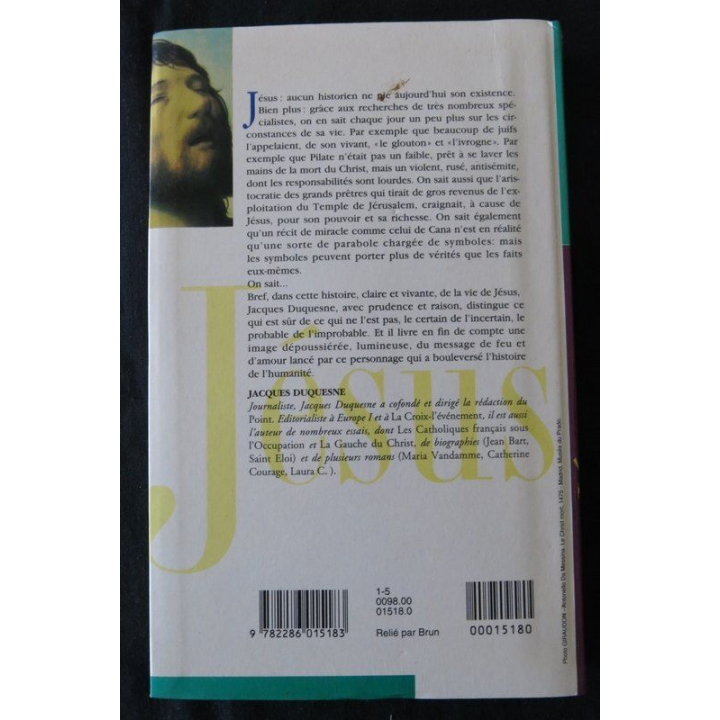 Jésus : aucun historien ne nie aujourd'hui son existence.
Bien plus : grâce aux recherches de très nombreux spé-
cialistes, on en sait chaque jour un peu plus sur les cir-
constances de sa vie. Par exemple que beaucoup de juifs
l'appelaient, de son vivant, «le glouton» et «l'ivrogne». Par
exemple que Pilate n'était pas un faible, prêt à se laver les
mains de la mort du Christ, mais un violent, rusé, antisémite,
dont les responsabilités sont lourdes. On sait aussi que l'aris-
tocratie des grands prêtres qui tirait de gros revenus de l'ex-
ploitation du Temple de Jérusalem, craignait, à cause de
Jésus, pour son pouvoir et sa richesse. On sait également
qu'un récit de miracle comme celui de Cana n'est en réalité
qu'une sorte de parabole chargée de symboles: mais
les symboles peuvent porter plus de vérités que les faits
eux-mêmes.
On sait...
Bref, dans cette histoire, claire et vivante, de la vie de Jésus,
Jacques Duquesne, avec prudence et raison, distingue ce
qui est sûr de ce qui ne l'est pas, le certain de l'incertain, le
probable de l'improbable. Et il livre en fin de compte une
image dépoussiérée, lumineuse, du message de feu et
d'amour lancé par ce personnage qui a bouleversé l'histoire
de l'humanité.
JACQUES DUQUESNE
Journaliste, Jacques Duquesne a cofondé et dirigé la rédaction du
Point. Editorialiste à Europe I et à La Croix-l'événement, il est aussi
l'auteur de nombreux essais, dont Les Catholiques français sous
l'Occupation et La Gauche du Christ, de biographies (Jean Bart,
Saint Eloi) et de plusieurs romans (Maria Vandamme, Catherine
Courage, Laura C. ).
Jésus
1-5
0098.00
01518.0
9 782286 015183
Relié par Brun
00015180
Photo GIRAUDON - Antonello Da Messina. Le Christ mort, 1475 - Madrid, Musée du Prado.